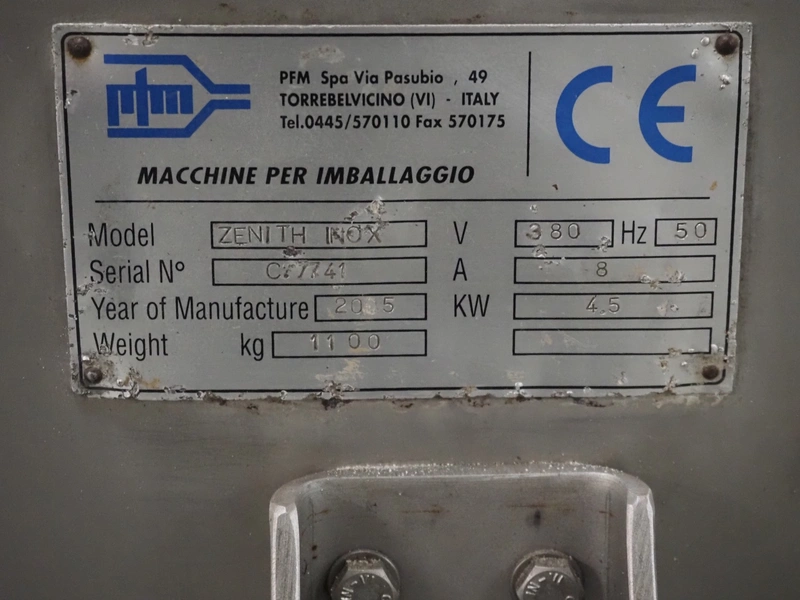 pfm
PFM Spa Via Pasubio , 49
TORREBELVICINO (VI) - ITALY
Tel.0445/570110 Fax 570175
CE
MACCHINE PER IMBALLAGGIO
Model ZENITH INOX V 380 Hz 50
Serial Nº A 8
Year of Manufacture KW 4,5
Weight kg 1100